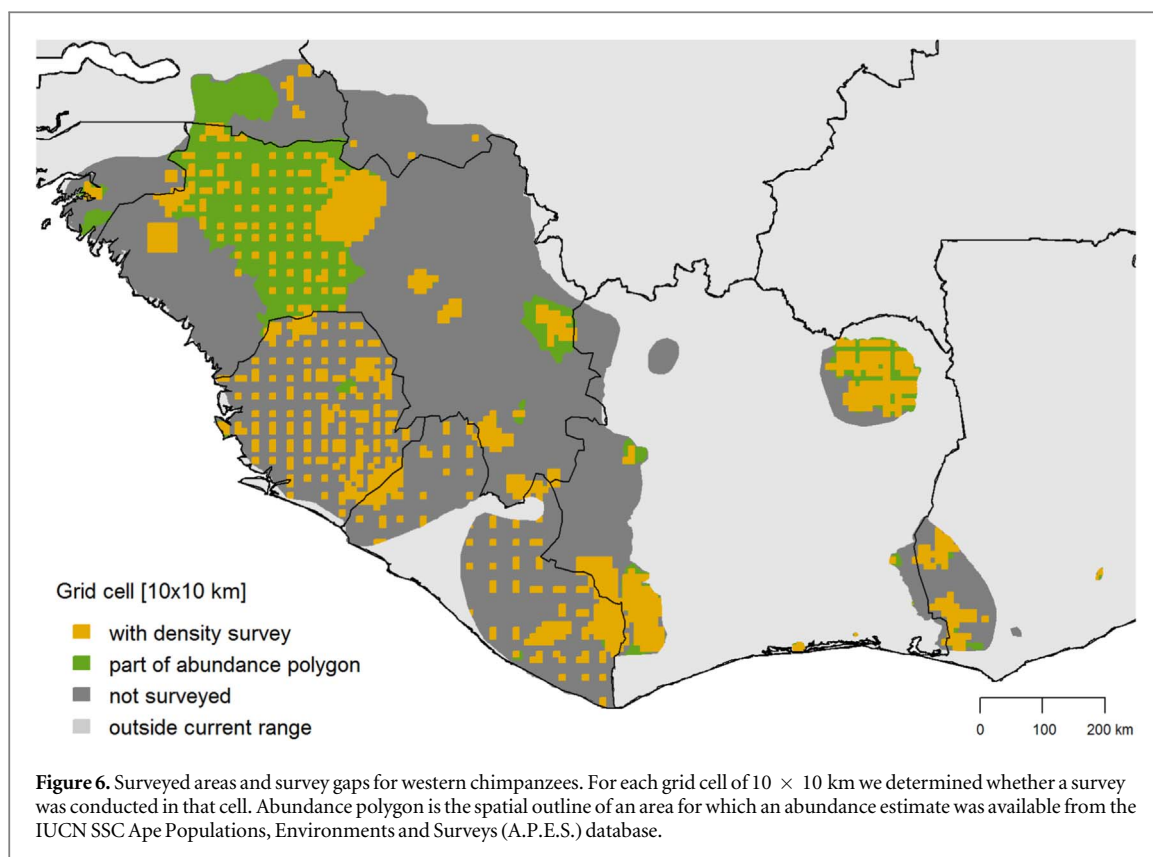 Grid cell [10x10 km]
with density survey
part of abundance polygon
not surveyed
outside current range
0 100 200 km
Figure 6. Surveyed areas and survey gaps for western chimpanzees. For each grid cell of 10 × 10 km we determined whether a survey
was conducted in that cell. Abundance polygon is the spatial outline of an area for which an abundance estimate was available from the
IUCN SSC Ape Populations, Environments and Surveys (A.P.E.S.) database.